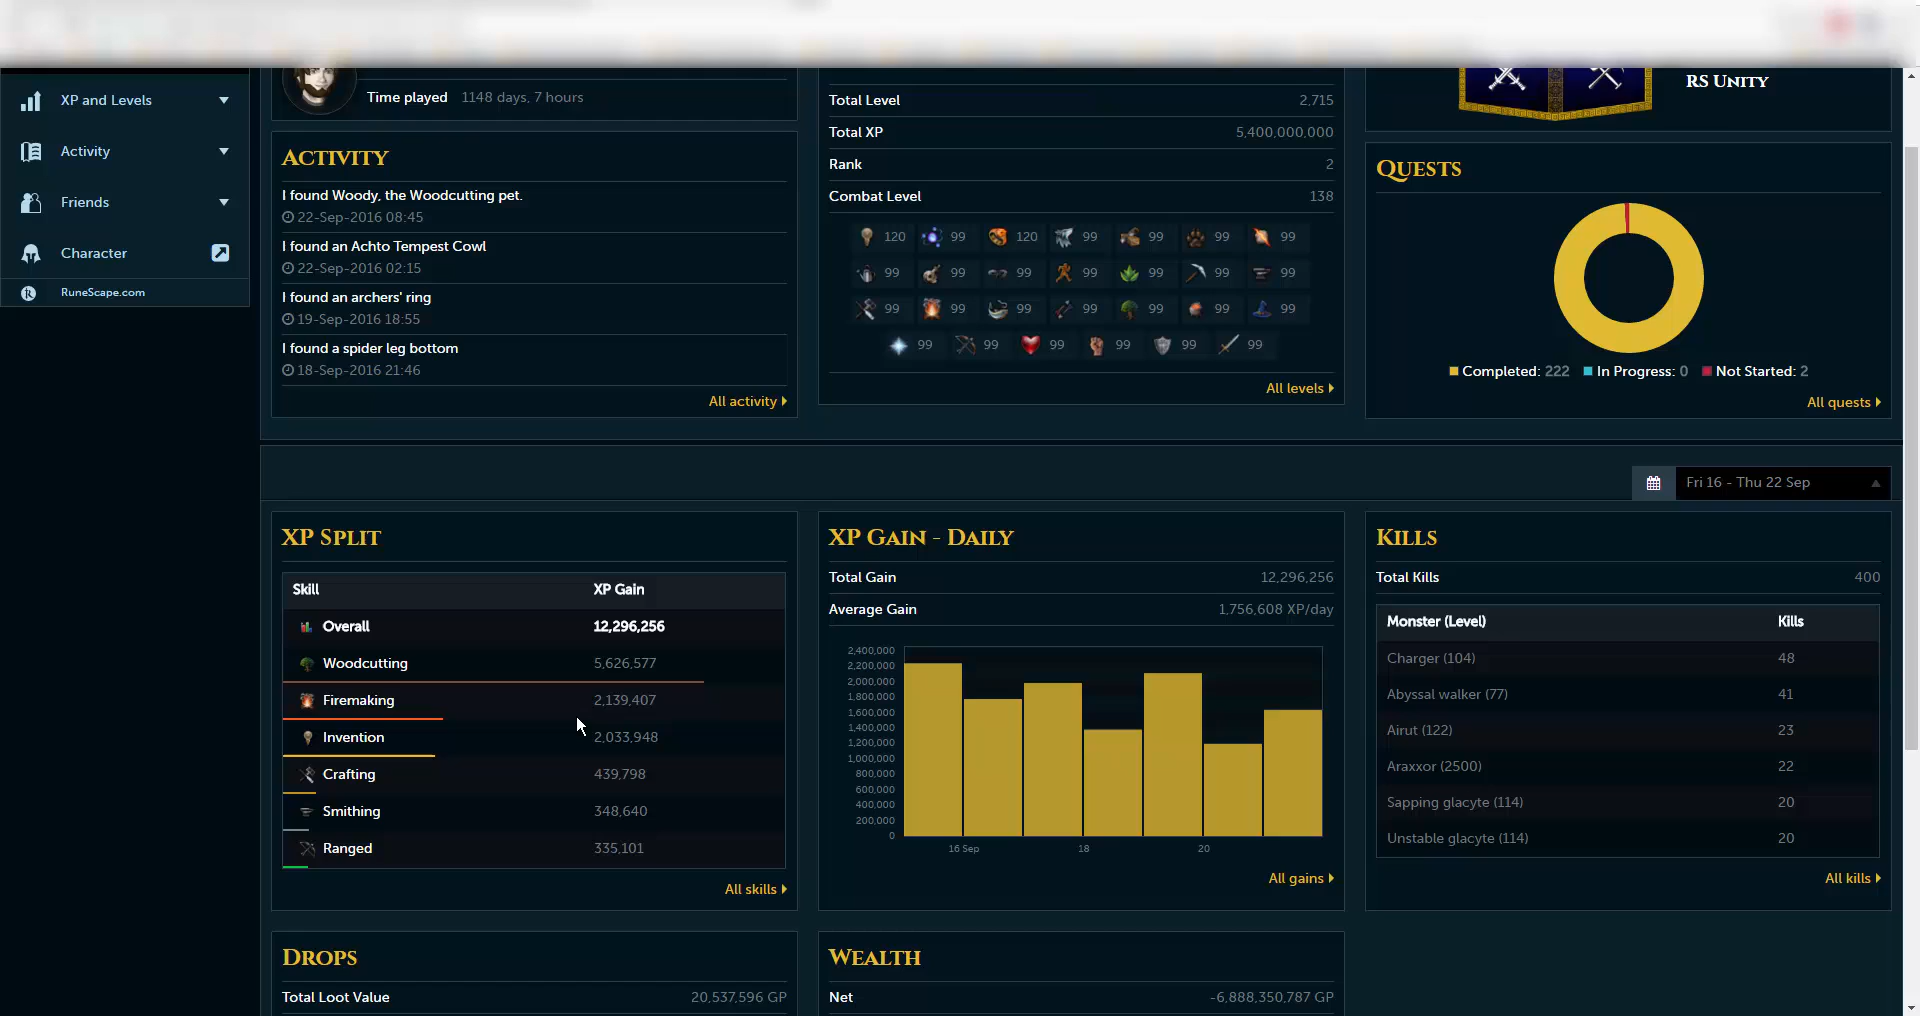 XP and Levels
Activity
Friends
Character
RuneScape.com
Time played 1148 days, 7 hours
ACTIVITY
I found Woody, the Woodcutting pet.
22-Sep-2016 08:45
I found an Achto Tempest Cowl
22-Sep-2016 02:15
I found an archers' ring
19-Sep-2016 18:55
I found a spider leg bottom
18-Sep-2016 21:46
All activity
Total Level 2,715
Total XP 5,400,000,000
Rank 2
Combat Level 138
120 99 120 99 99 99 99
99 99 99 99 99 99 99
99 99 99 99 99 99 99
99 99 99 99 99 99
All levels
RS UNITY
QUESTS
Completed: 222 In Progress: 0 Not Started: 2
All quests
Fri 16 - Thu 22 Sep
XP SPLIT
Skill XP Gain
Overall 12,296,256
Woodcutting 5,626,577
Firemaking 2,139,407
Invention 2,033,948
Crafting 439,798
Smithing 348,640
Ranged 335,101
All skills
XP GAIN - DAILY
Total Gain 12,296,256
Average Gain 1,756,608 XP/day
2,400,000
2,200,000
2,000,000
1,800,000
1,600,000
1,400,000
1,200,000
1,000,000
800,000
600,000
400,000
200,000
0
16 Sep 18 20
All gains
KILLS
Total Kills 400
Monster (Level) Kills
Charger (104) 48
Abyssal walker (77) 41
Airut (122) 23
Araxxor (2500) 22
Sapping glacyte (114) 20
Unstable glacyte (114) 20
All kills
DROPS
Total Loot Value 20,537,596 GP
WEALTH
Net -6,888,350,787 GP